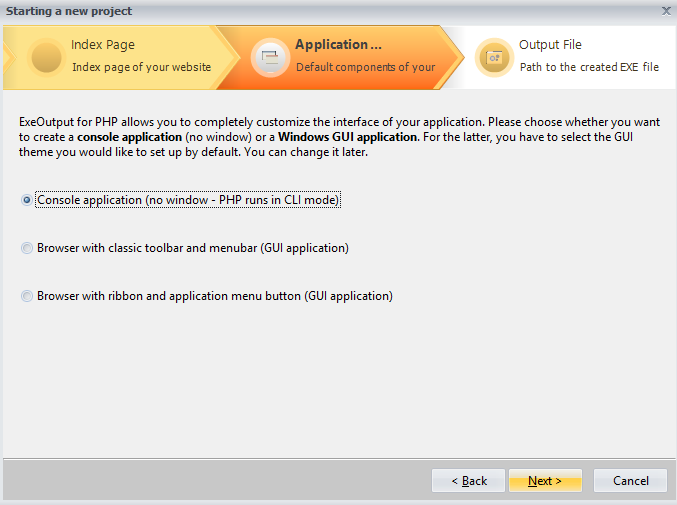 Starting a new project
Index Page
Index page of your website
Application ...
Default components of your
Output File
Path to the created EXE file
ExeOutput for PHP allows you to completely customize the interface of your application. Please choose whether you want
to create a console application (no window) or a Windows GUI application. For the latter, you have to select the GUI
theme you would like to set up by default. You can change it later.
Console application (no window - PHP runs in CLI mode)
Browser with classic toolbar and menubar (GUI application)
Browser with ribbon and application menu button (GUI application)
< Back
Next >
Cancel